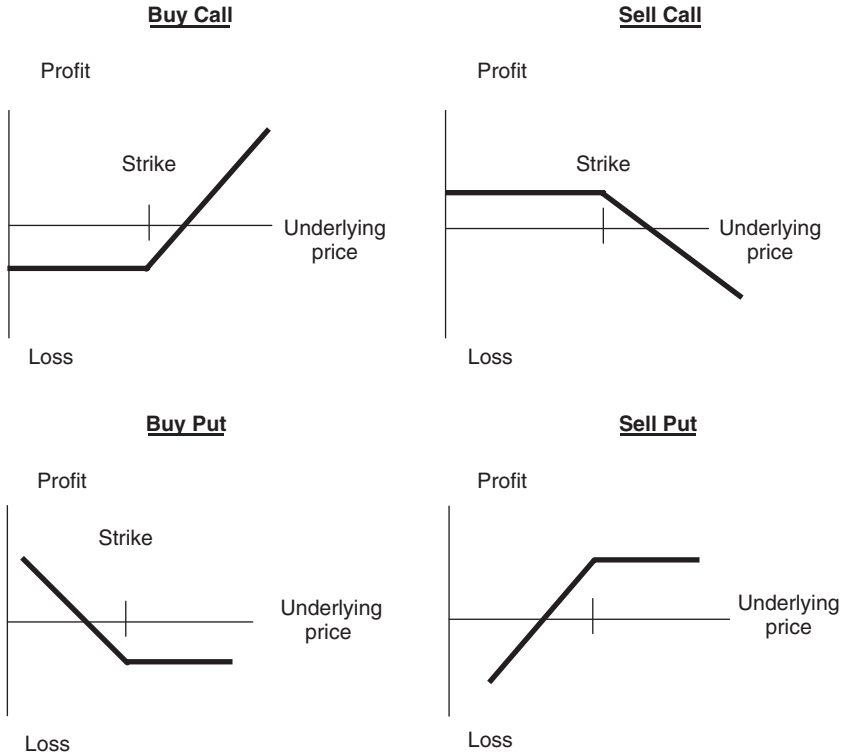 Buy Call
Profit
Strike
Underlying
price
Loss
Sell Call
Profit
Strike
Underlying
price
Loss
Buy Put
Profit
Strike
Underlying
price
Loss
Sell Put
Profit
Underlying
price
Loss